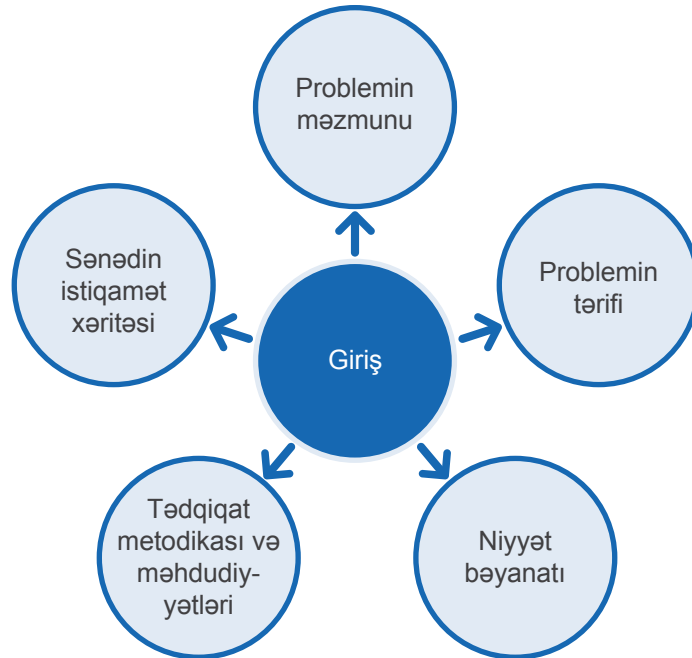 Problemin
məzmunu
Sənədin
istiqamət
xəritəsi
Problemin
tərifi
Giriş
Tədqiqat
metodikası və
məhdudiy-
yətləri
Niyyət
bəyanatı